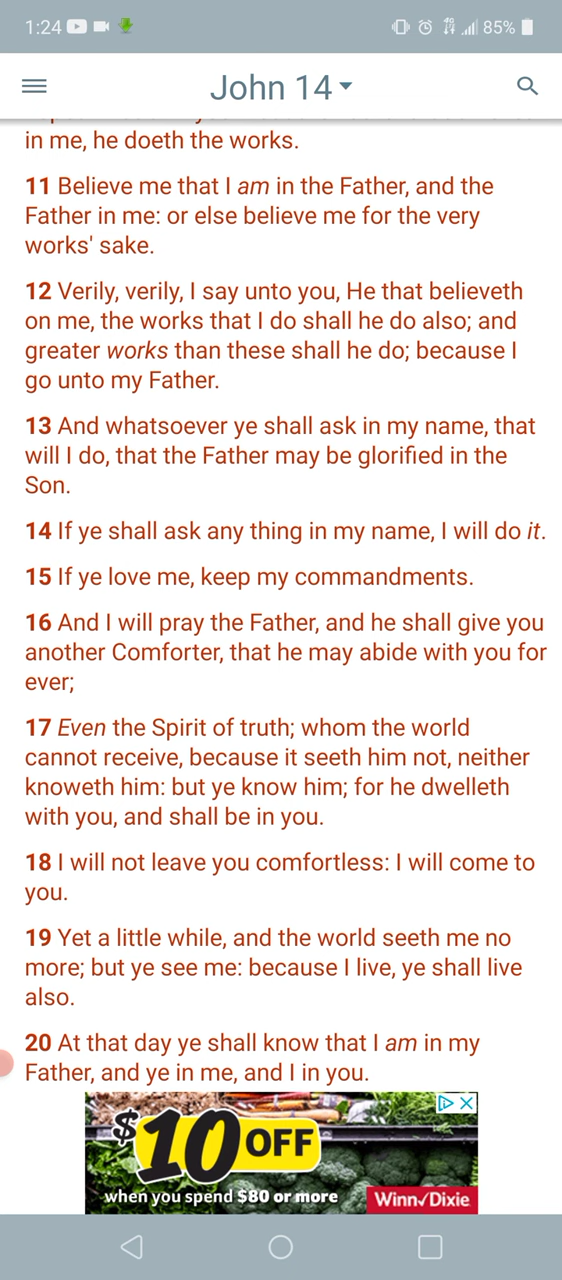 1:24
4G 85%
John 14
in me, he doeth the works.
11 Believe me that I am in the Father, and the
Father in me: or else believe me for the very
works' sake.
12 Verily, verily, I say unto you, He that believeth
on me, the works that I do shall he do also; and
greater works than these shall he do; because I
go unto my Father.
13 And whatsoever ye shall ask in my name, that
will I do, that the Father may be glorified in the
Son.
14 If ye shall ask any thing in my name, I will do it.
15 If ye love me, keep my commandments.
16 And I will pray the Father, and he shall give you
another Comforter, that he may abide with you for
ever;
17 Even the Spirit of truth; whom the world
cannot receive, because it seeth him not, neither
knoweth him: but ye know him; for he dwelleth
with you, and shall be in you.
18 I will not leave you comfortless: I will come to
you.
19 Yet a little while, and the world seeth me no
more; but ye see me: because I live, ye shall live
also.
20 At that day ye shall know that I am in my
Father, and ye in me, and I in you.
$10 OFF
when you spend $80 or more
Winn✓Dixie